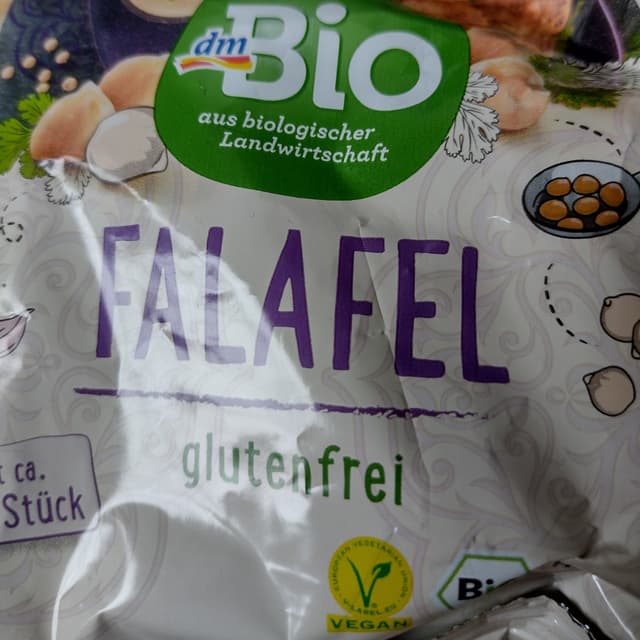 dm
Bio
aus biologischer
Landwirtschaft
FALAFEL
glutenfrei
ca.
Stück
VEGAN